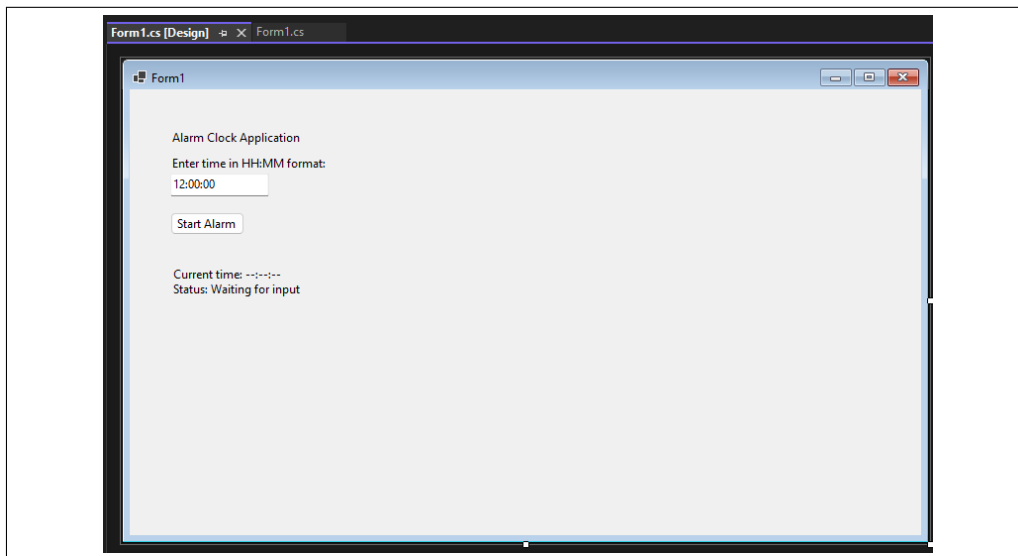 Form1.cs [Design] Form1.cs
Form1
Alarm Clock Application
Enter time in HH:MM format:
12:00:00
Start Alarm
Current time: --:--:--
Status: Waiting for input